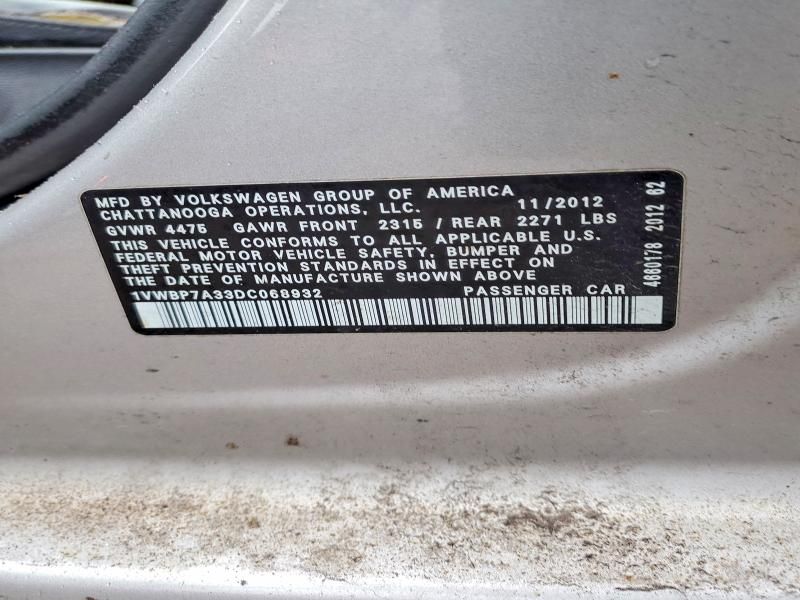 MFD BY VOLKSWAGEN GROUP OF AMERICA
CHATTANOOGA OPERATIONS, LLC. 11/2012
GVWR 4475 GAWR FRONT 2315 / REAR 2271 LBS
THIS VEHICLE CONFORMS TO ALL APPLICABLE U.S.
FEDERAL MOTOR VEHICLE SAFETY, BUMPER AND
THEFT PREVENTION STANDARDS IN EFFECT ON
THE DATE OF MANUFACTURE SHOWN ABOVE
1VWBP7A33DC068932 PASSENGER CAR
4680178 2012 62